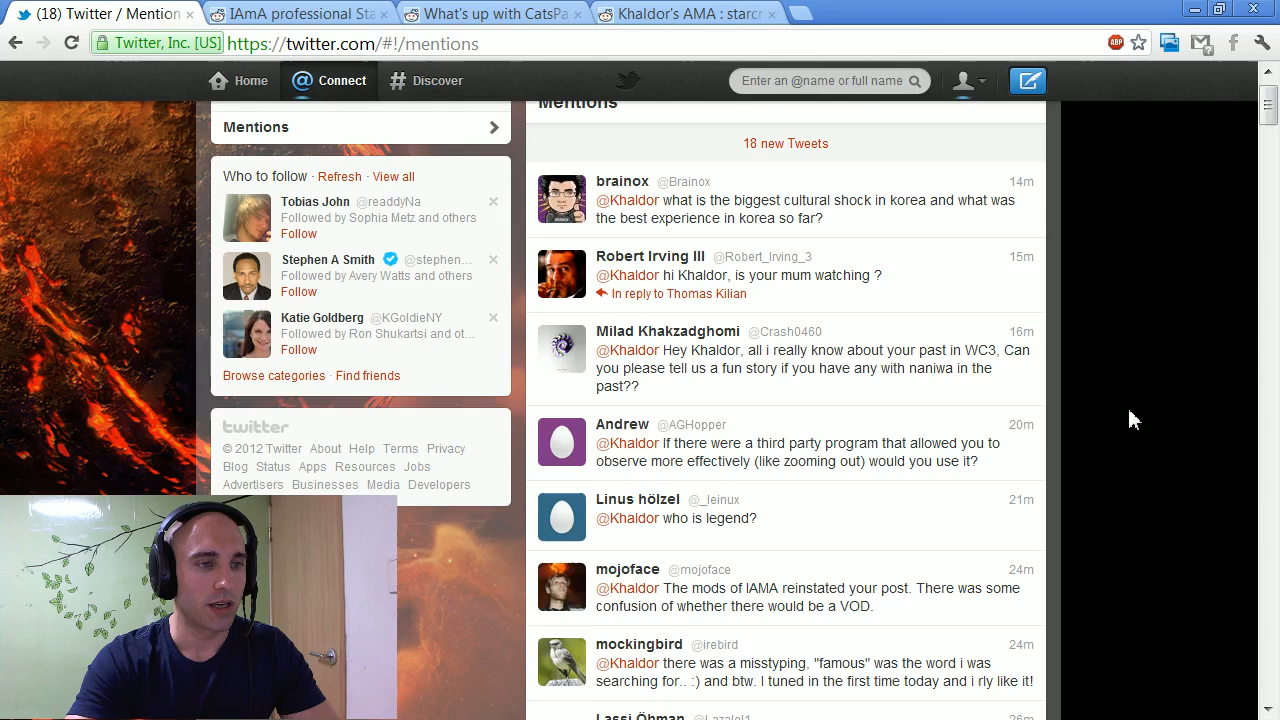 (18) Twitter / Mention
IAmA professional Sta
What's up with CatsPa
Khaldor's AMA : starcr
Twitter, Inc. [US] https://twitter.com/#!/mentions
ABP
Home
@ Connect
# Discover
Enter an @name or full name
Mentions
Who to follow · Refresh · View all
Tobias John @readdyNa
Followed by Sophia Metz and others
Follow
Stephen A Smith @stephen...
Followed by Avery Watts and others
Follow
Katie Goldberg @KGoldieNY
Followed by Ron Shukartsi and ot...
Follow
Browse categories · Find friends
twitter
© 2012 Twitter About Help Terms Privacy
Blog Status Apps Resources Jobs
Advertisers Businesses Media Developers
Mentions
18 new Tweets
brainox @Brainox 14m
@Khaldor what is the biggest cultural shock in korea and what was
the best experience in korea so far?
Robert Irving III @Robert_Irving_3 15m
@Khaldor hi Khaldor, is your mum watching ?
In reply to Thomas Kilian
Milad Khakzadghomi @Crash0460 16m
@Khaldor Hey Khaldor, all i really know about your past in WC3, Can
you please tell us a fun story if you have any with naniwa in the
past??
Andrew @AGHopper 20m
@Khaldor If there were a third party program that allowed you to
observe more effectively (like zooming out) would you use it?
Linus hölzel @_leinux 21m
@Khaldor who is legend?
mojoface @mojoface 24m
@Khaldor The mods of IAMA reinstated your post. There was some
confusion of whether there would be a VOD.
mockingbird @irebird 24m
@Khaldor there was a misstyping, "famous" was the word i was
searching for.. :) and btw. I tuned in the first time today and i rly like it!
Lassi Öhman @Lazalol1 26m